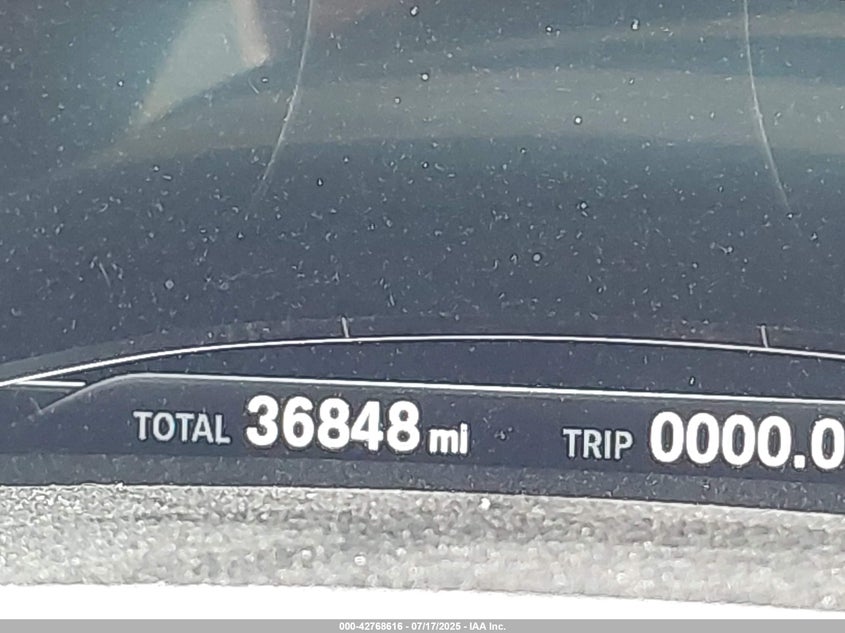 TOTAL 36848 mi TRIP 0000.0
000-42768616 - 07/17/2025 - IAA Inc.